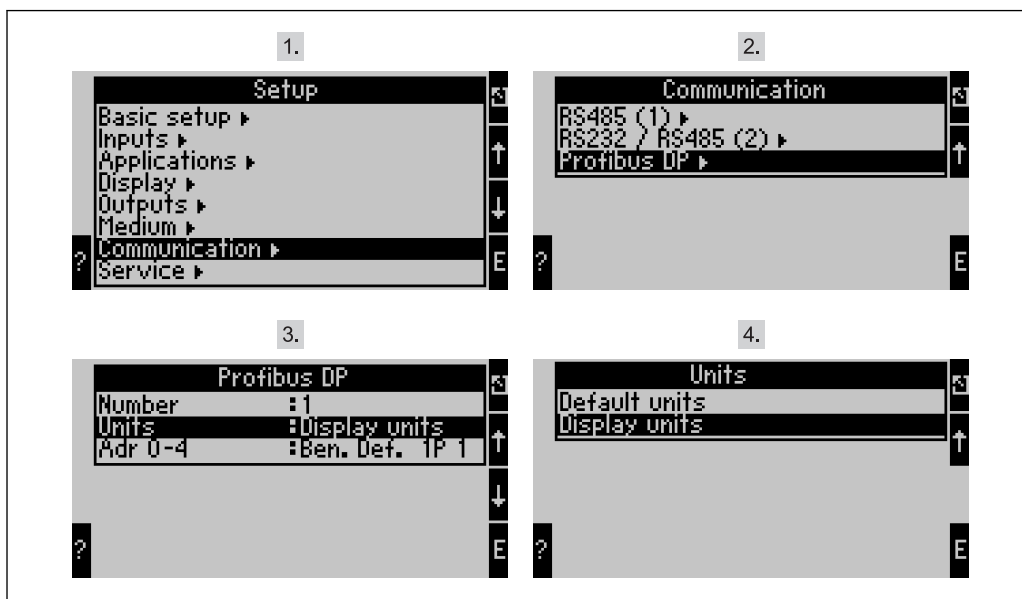 1.
Setup
Basic setup ▸
Inputs ▸
Applications ▸
Display ▸
Outputs ▸
Medium ▸
Communication ▸
Service ▸
?
↑
↓
E
2.
Communication
RS485 (1) ▸
RS232 / RS485 (2) ▸
Profibus DP ▸
?
↑
E
3.
Profibus DP
Number :1
Units :Display units
Adr 0-4 :Ben. Def. 1P 1
?
↑
↓
E
4.
Units
Default units
Display units
?
↑
E